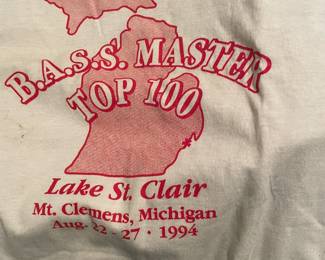 B.A.S.S. MASTER
TOP 100
Lake St. Clair
Mt. Clemens, Michigan
Aug. 22 - 27 · 1994